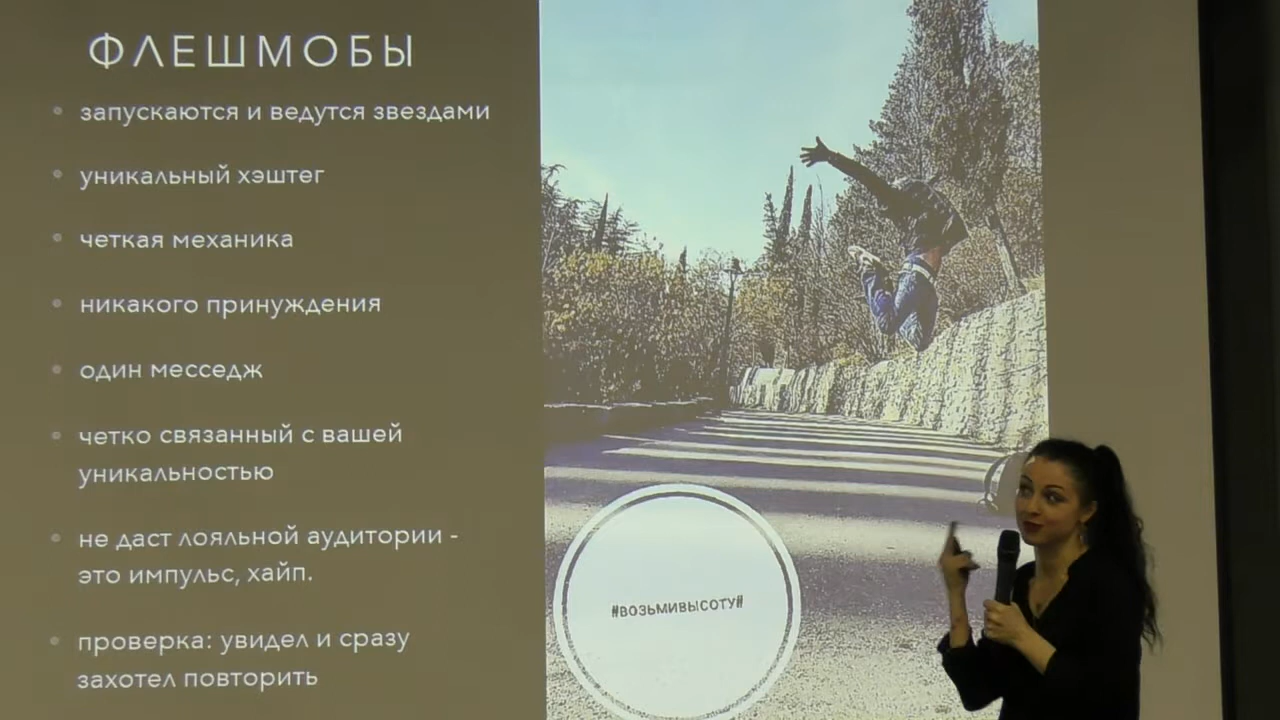 ФЛЕШМОБЫ
• запускаются и ведутся звездами
• уникальный хэштег
• четкая механика
• никакого принуждения
• один месседж
• четко связанный с вашей
уникальностью
• не даст лояльной аудитории -
это импульс, хайп.
• проверка: увидел и сразу
захотел повторить
#ВОЗЬМИВЫСОТУ#